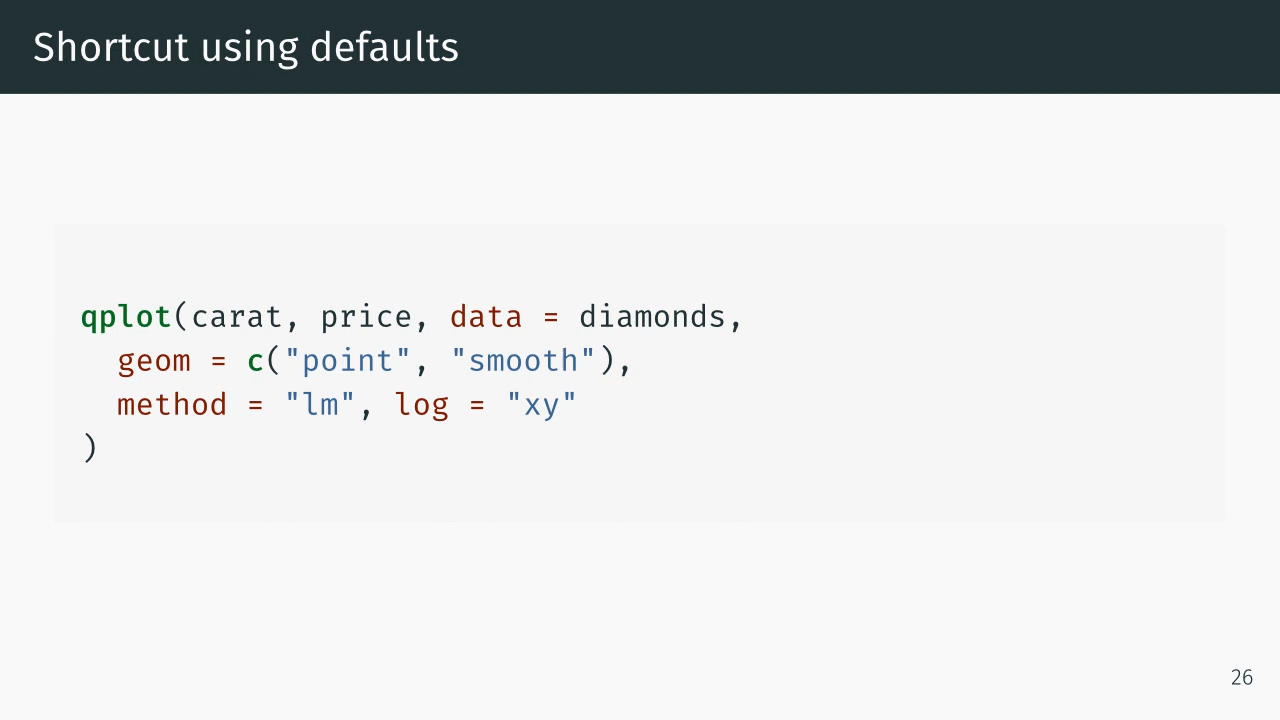 Shortcut using defaults
qplot(carat, price, data = diamonds,
  geom = c("point", "smooth"),
  method = "lm", log = "xy"
)
26